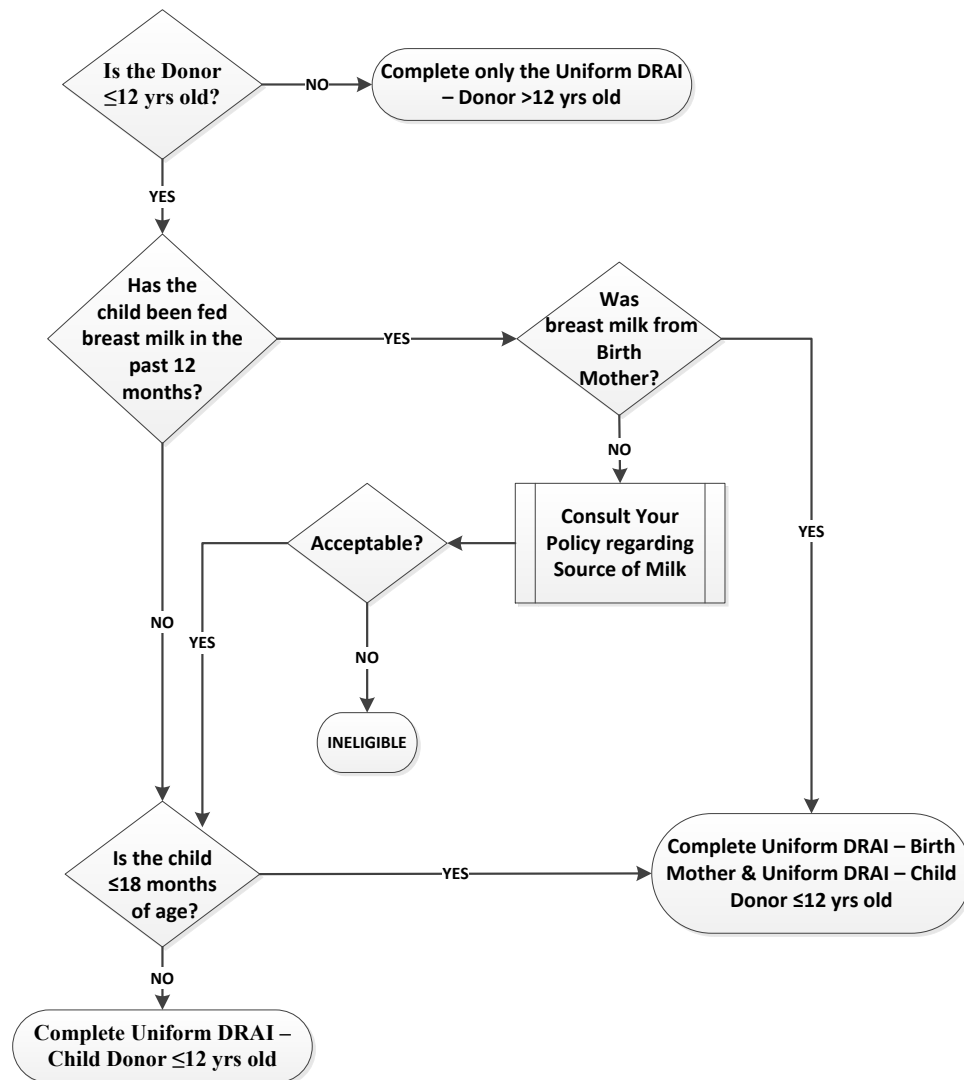 Is the Donor
≤12 yrs old?
NO
Complete only the Uniform DRAI
– Donor >12 yrs old
YES
Has the
child been fed
breast milk in the
past 12
months?
YES
Was
breast milk from
Birth
Mother?
NO
YES
Consult Your
Policy regarding
Source of Milk
Acceptable?
YES
NO
INELIGIBLE
NO
Is the child
≤18 months
of age?
YES
Complete Uniform DRAI – Birth
Mother & Uniform DRAI – Child
Donor ≤12 yrs old
NO
Complete Uniform DRAI –
Child Donor ≤12 yrs old